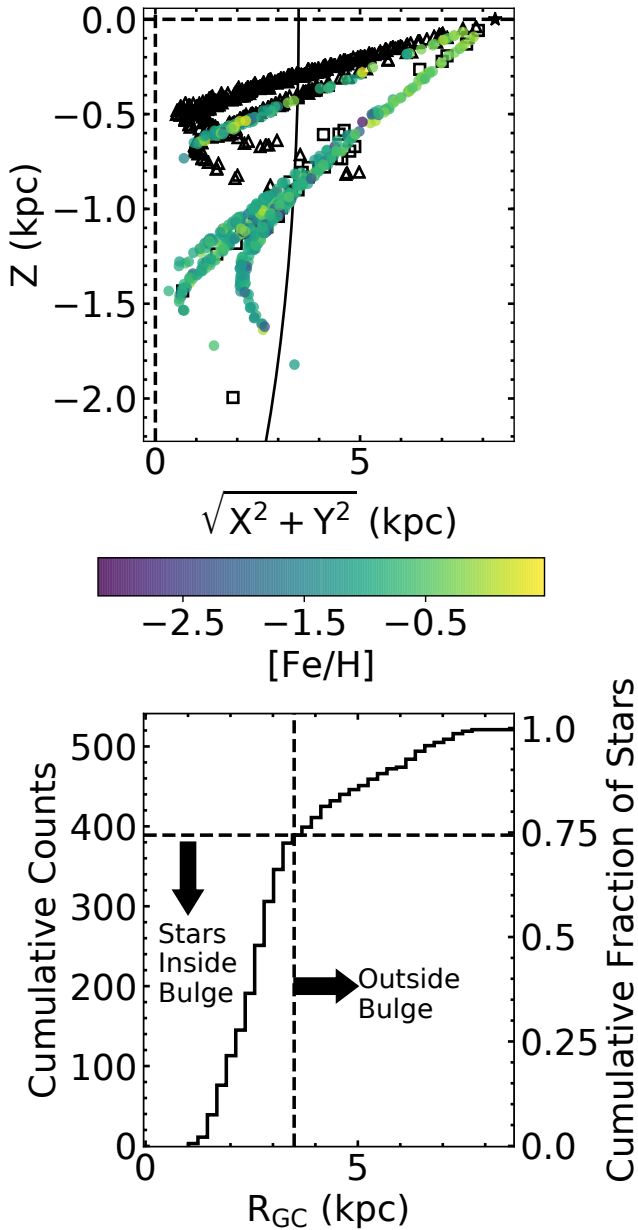 0.0
−0.5
−1.0
−1.5
−2.0
Z (kpc)
0
5
√X² + Y² (kpc)
−2.5
−1.5
−0.5
[Fe/H]
500
400
300
200
100
0
Cumulative Counts
1.0
0.75
0.5
0.25
0.0
Cumulative Fraction of Stars
Stars
Inside
Bulge
Outside
Bulge
0
5
R_GC (kpc)